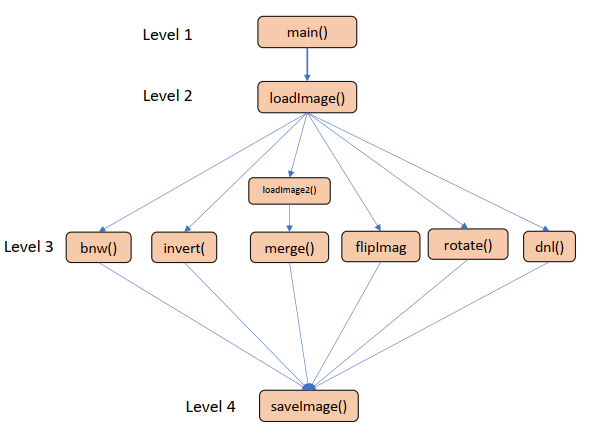 Level 1
main()
Level 2
loadImage()
loadImage2()
Level 3
bnw()
invert(
merge()
flipImag
rotate()
dnl()
Level 4
saveImage()